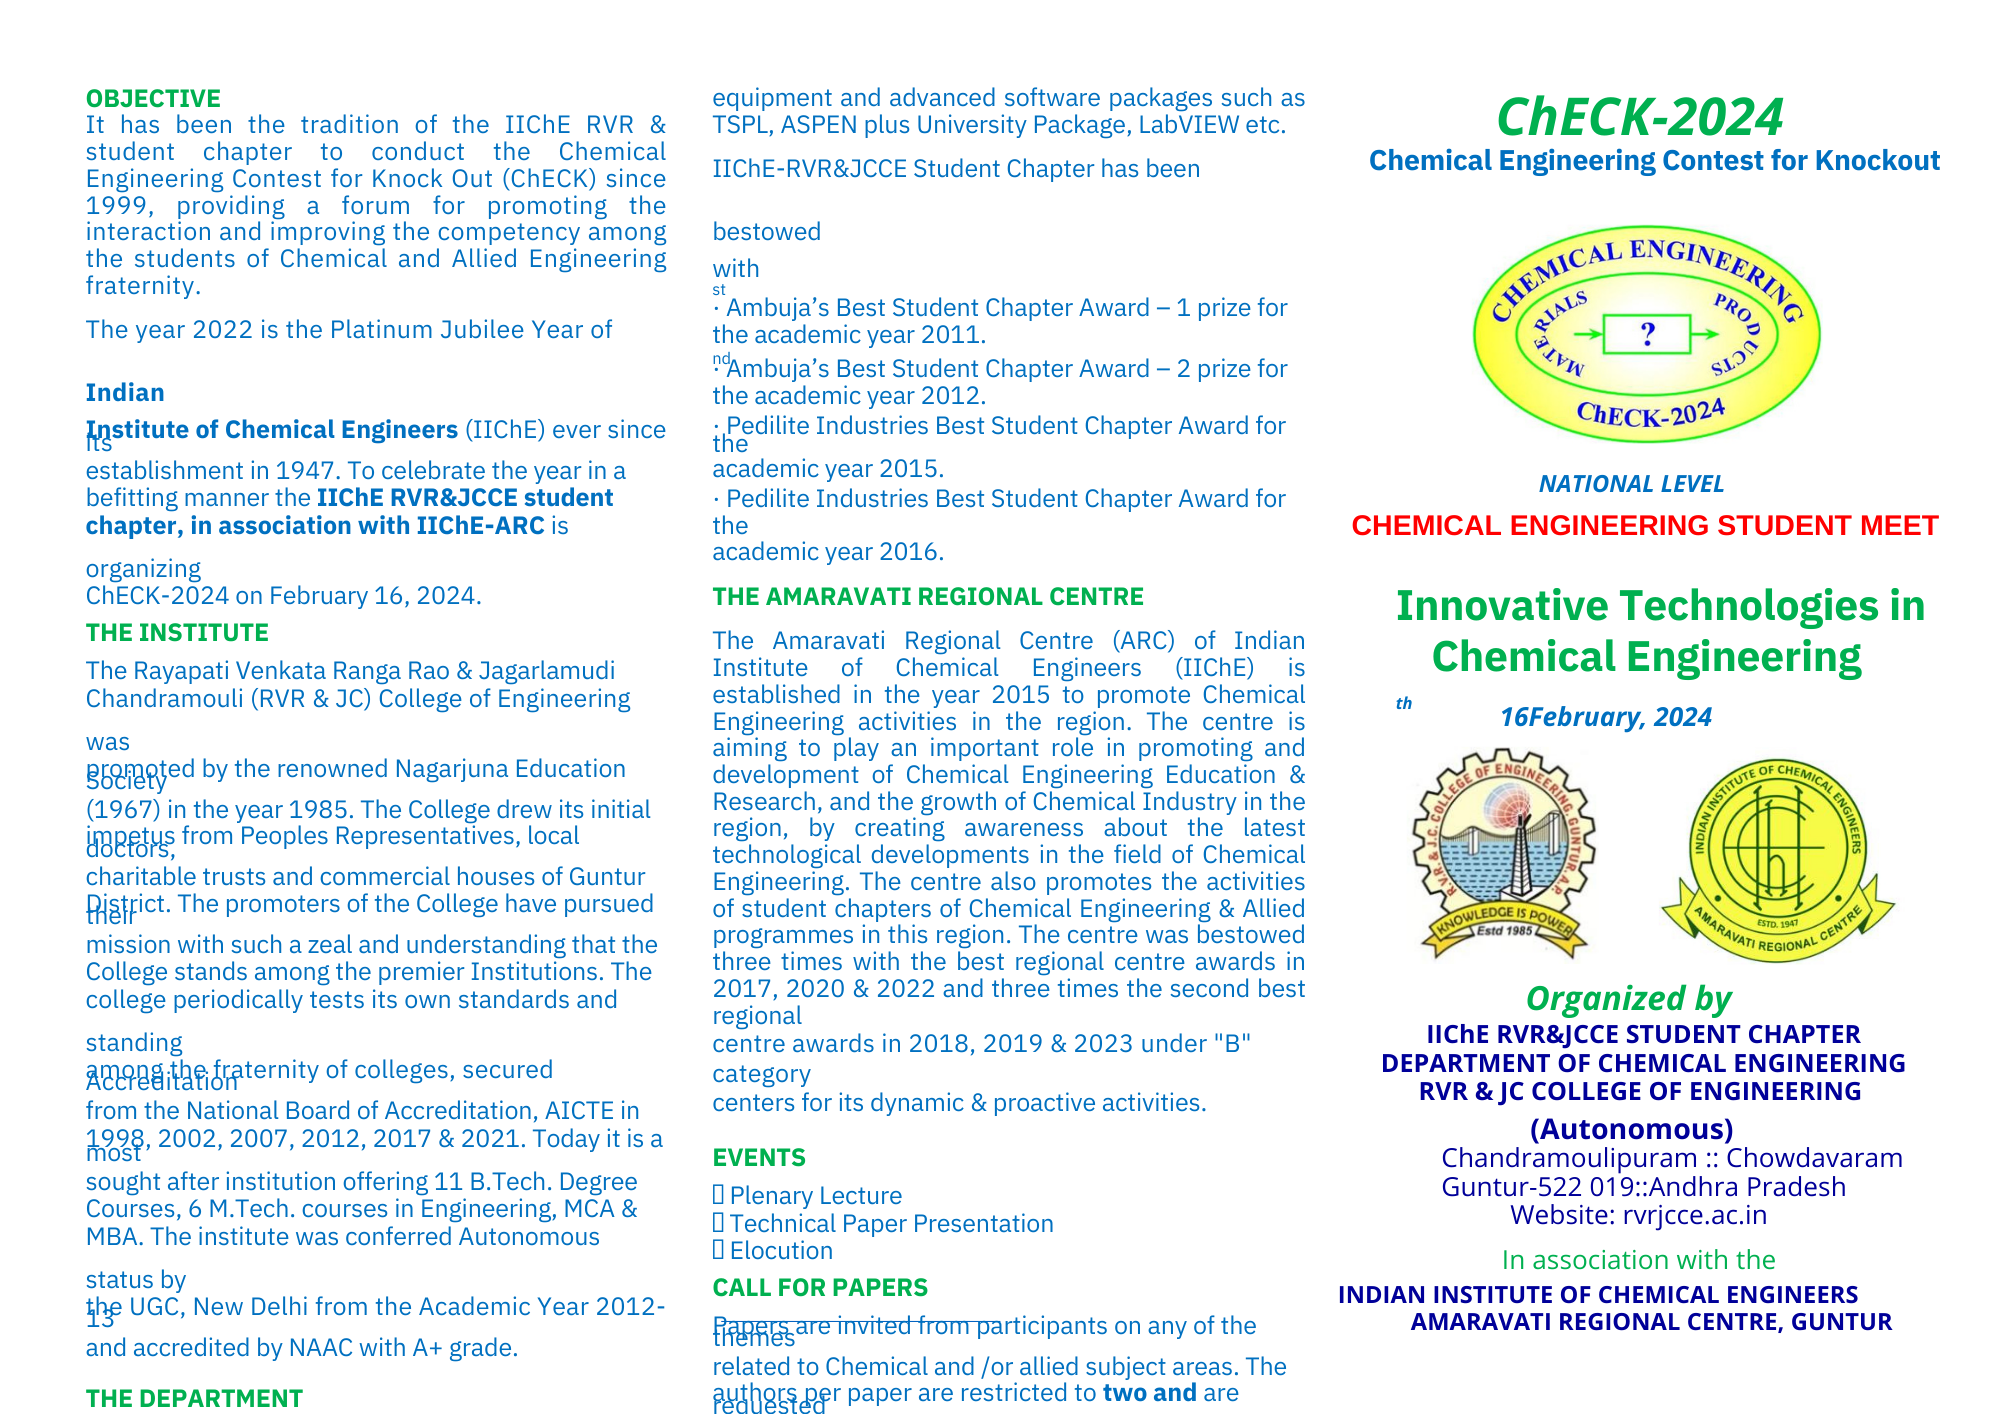 OBJECTIVE
It has been the tradition of the IIChE RVR &
student chapter to conduct the Chemical
Engineering Contest for Knock Out (ChECK) since
1999, providing a forum for promoting the
interaction and improving the competency among
the students of Chemical and Allied Engineering
fraternity.
The year 2022 is the Platinum Jubilee Year of
Indian
Institute of Chemical Engineers (IIChE) ever since
its
establishment in 1947. To celebrate the year in a
befitting manner the IIChE RVR&JCCE student
chapter, in association with IIChE-ARC is
organizing
ChECK-2024 on February 16, 2024.
THE INSTITUTE
The Rayapati Venkata Ranga Rao & Jagarlamudi
Chandramouli (RVR & JC) College of Engineering
was
promoted by the renowned Nagarjuna Education
Society
(1967) in the year 1985. The College drew its initial
impetus from Peoples Representatives, local
doctors,
charitable trusts and commercial houses of Guntur
District. The promoters of the College have pursued
their
mission with such a zeal and understanding that the
College stands among the premier Institutions. The
college periodically tests its own standards and
standing
among the fraternity of colleges, secured
Accreditation
from the National Board of Accreditation, AICTE in
1998, 2002, 2007, 2012, 2017 & 2021. Today it is a
most
sought after institution offering 11 B.Tech. Degree
Courses, 6 M.Tech. courses in Engineering, MCA &
MBA. The institute was conferred Autonomous
status by
the UGC, New Delhi from the Academic Year 2012-
13
and accredited by NAAC with A+ grade.
THE DEPARTMENT
equipment and advanced software packages such as
TSPL, ASPEN plus University Package, LabVIEW etc.
IIChE-RVR&JCCE Student Chapter has been
bestowed
with
st
· Ambuja’s Best Student Chapter Award – 1 prize for
the academic year 2011.
nd
· Ambuja’s Best Student Chapter Award – 2 prize for
the academic year 2012.
· Pedilite Industries Best Student Chapter Award for
the
academic year 2015.
· Pedilite Industries Best Student Chapter Award for
the
academic year 2016.
THE AMARAVATI REGIONAL CENTRE
The Amaravati Regional Centre (ARC) of Indian
Institute of Chemical Engineers (IIChE) is
established in the year 2015 to promote Chemical
Engineering activities in the region. The centre is
aiming to play an important role in promoting and
development of Chemical Engineering Education &
Research, and the growth of Chemical Industry in the
region, by creating awareness about the latest
technological developments in the field of Chemical
Engineering. The centre also promotes the activities
of student chapters of Chemical Engineering & Allied
programmes in this region. The centre was bestowed
three times with the best regional centre awards in
2017, 2020 & 2022 and three times the second best
regional
centre awards in 2018, 2019 & 2023 under "B"
category
centers for its dynamic & proactive activities.
EVENTS
Plenary Lecture
Technical Paper Presentation
Elocution
CALL FOR PAPERS
Papers are invited from participants on any of the
themes
related to Chemical and /or allied subject areas. The
authors per paper are restricted to two and are
requested
ChECK-2024
Chemical Engineering Contest for Knockout
CHEMICAL ENGINEERING
MATERIALS
?
PRODUCTS
ChECK-2024
NATIONAL LEVEL
CHEMICAL ENGINEERING STUDENT MEET
Innovative Technologies in
Chemical Engineering
th
16February, 2024
R.V.R. & J.C. COLLEGE OF ENGINEERING, GUNTUR, A.P.
KNOWLEDGE IS POWER
Estd 1985
INDIAN INSTITUTE OF CHEMICAL ENGINEERS
ESTD. 1947
AMARAVATI REGIONAL CENTRE
Organized by
IIChE RVR&JCCE STUDENT CHAPTER
DEPARTMENT OF CHEMICAL ENGINEERING
RVR & JC COLLEGE OF ENGINEERING
(Autonomous)
Chandramoulipuram :: Chowdavaram
Guntur-522 019::Andhra Pradesh
Website: rvrjcce.ac.in
In association with the
INDIAN INSTITUTE OF CHEMICAL ENGINEERS
AMARAVATI REGIONAL CENTRE, GUNTUR